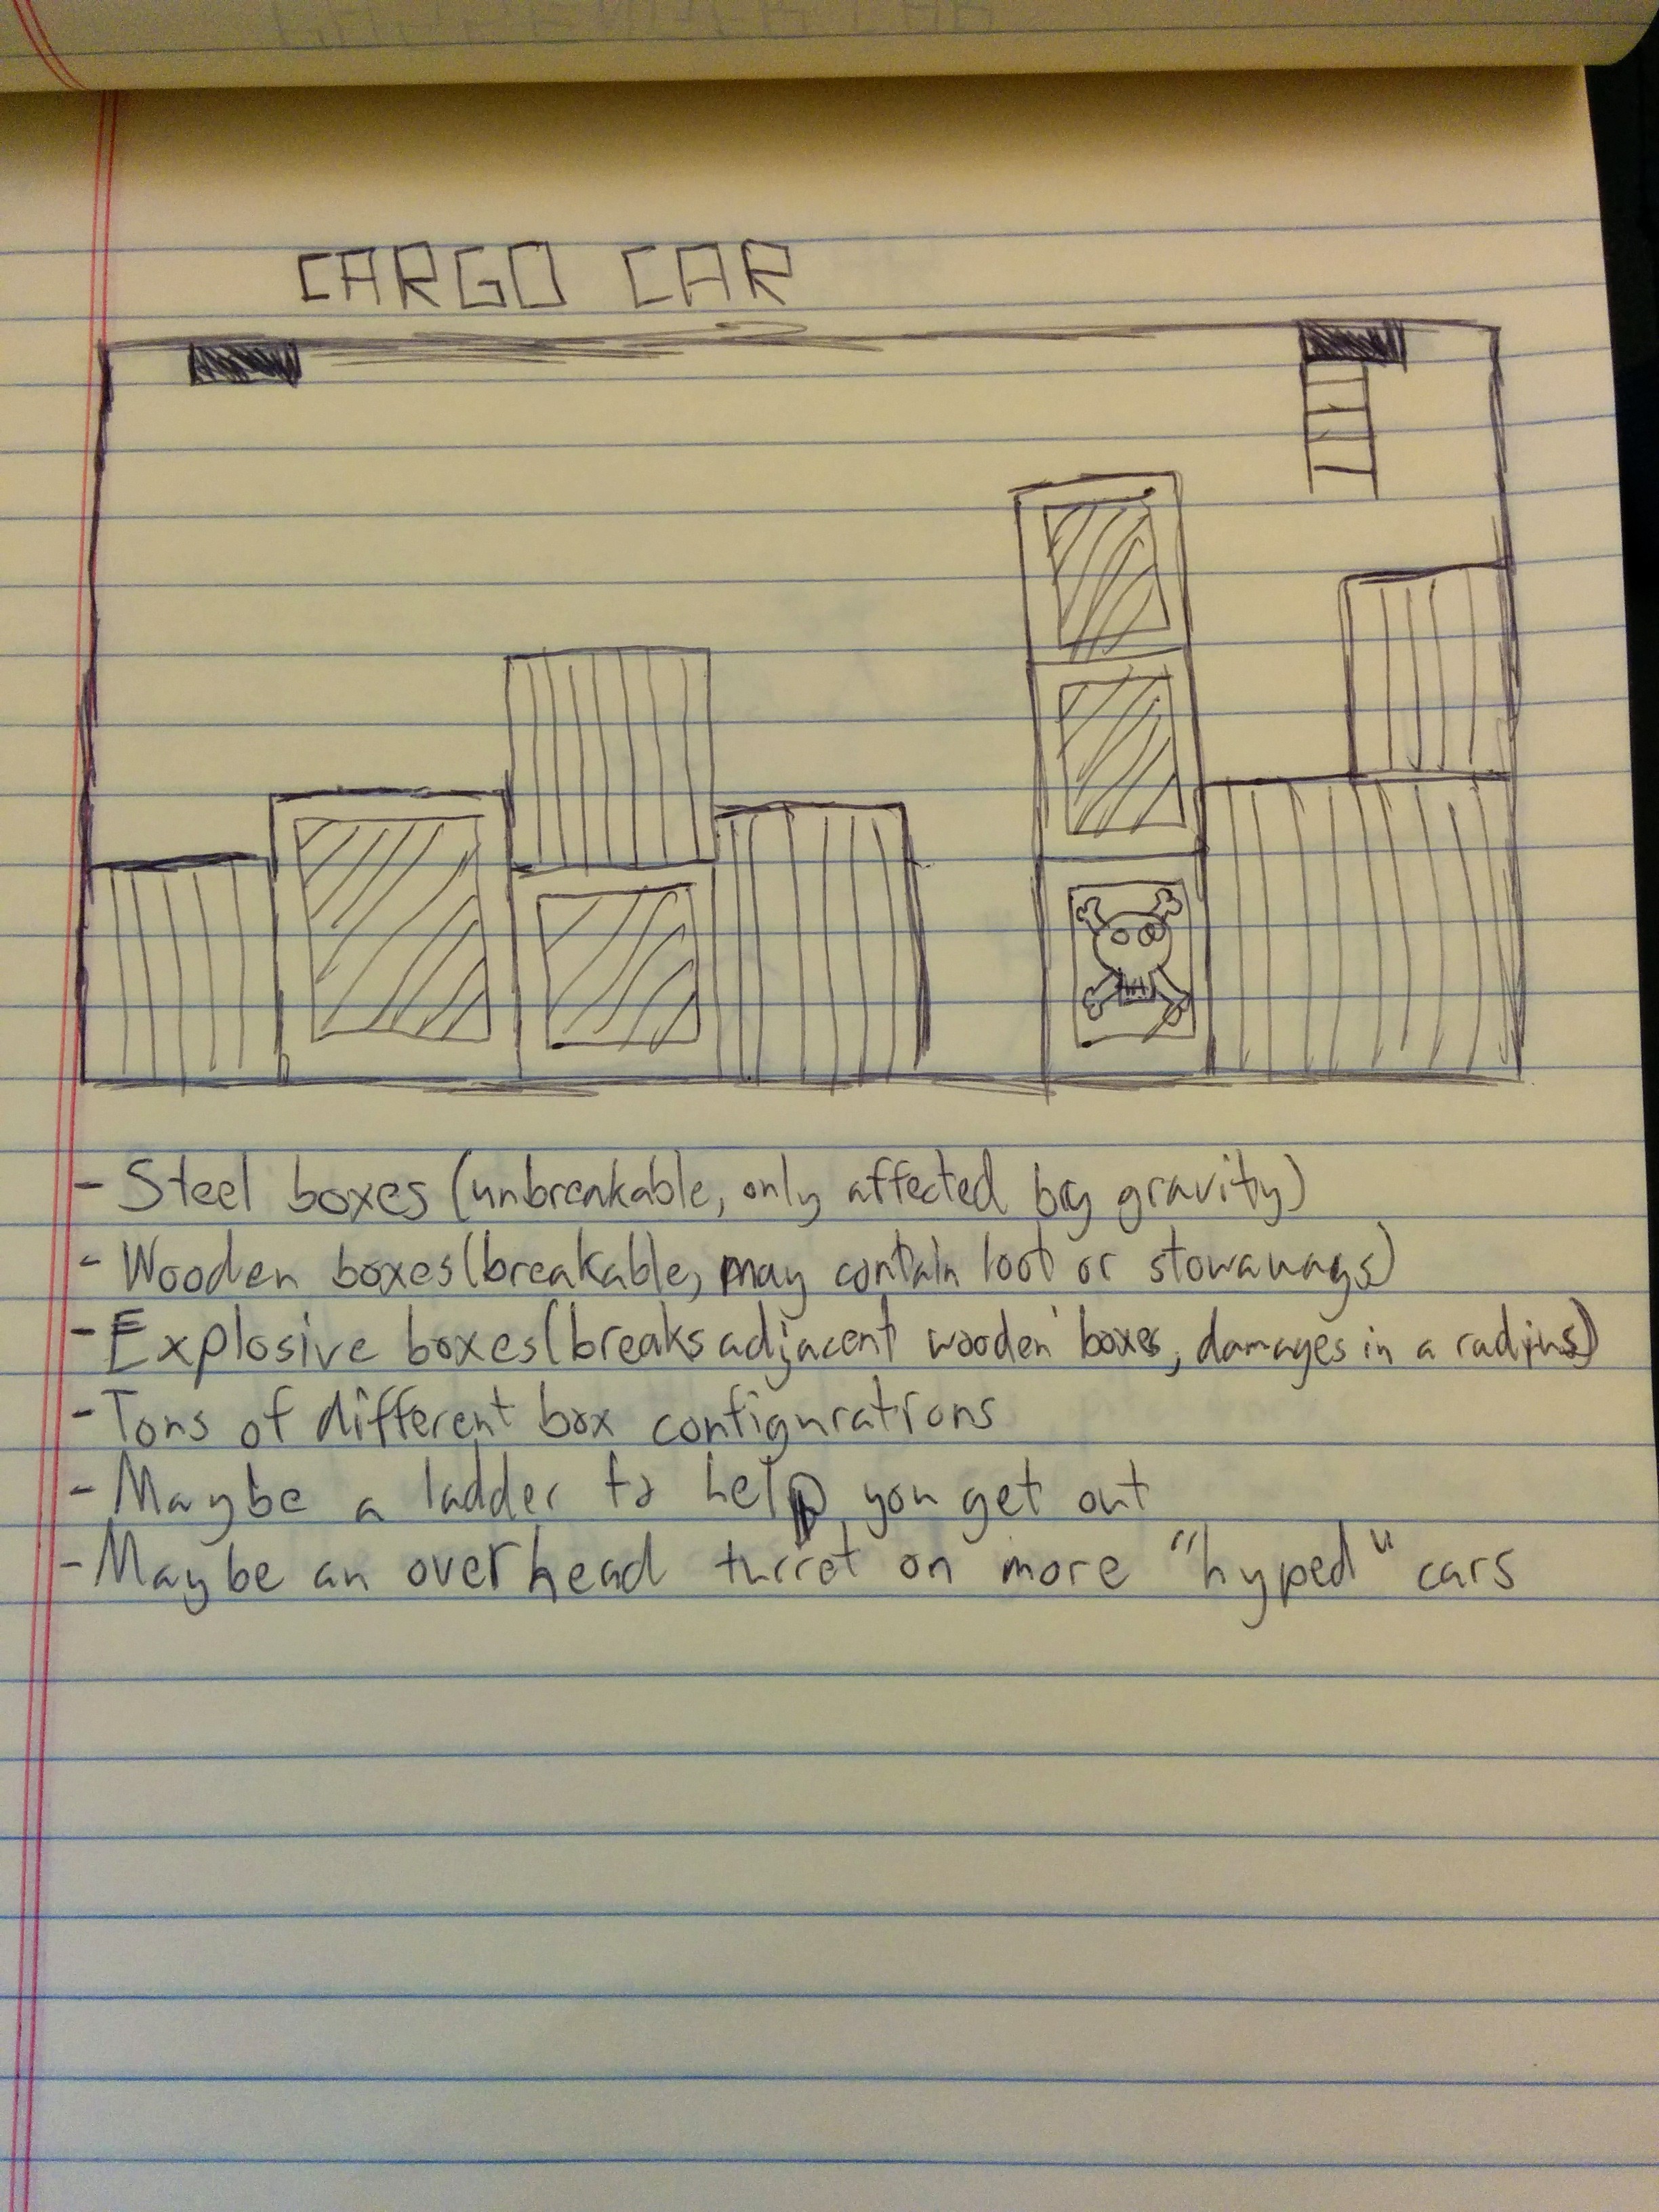 CARGO CAR
- Steel boxes (unbreakable, only affected by gravity)
- Wooden boxes (breakable, may contain loot or stowaways)
- Explosive boxes (breaks adjacent wooden boxes, damages in a radius)
- Tons of different box configurations
- Maybe a ladder to help you get out
- Maybe an overhead turret on more "hyped" cars